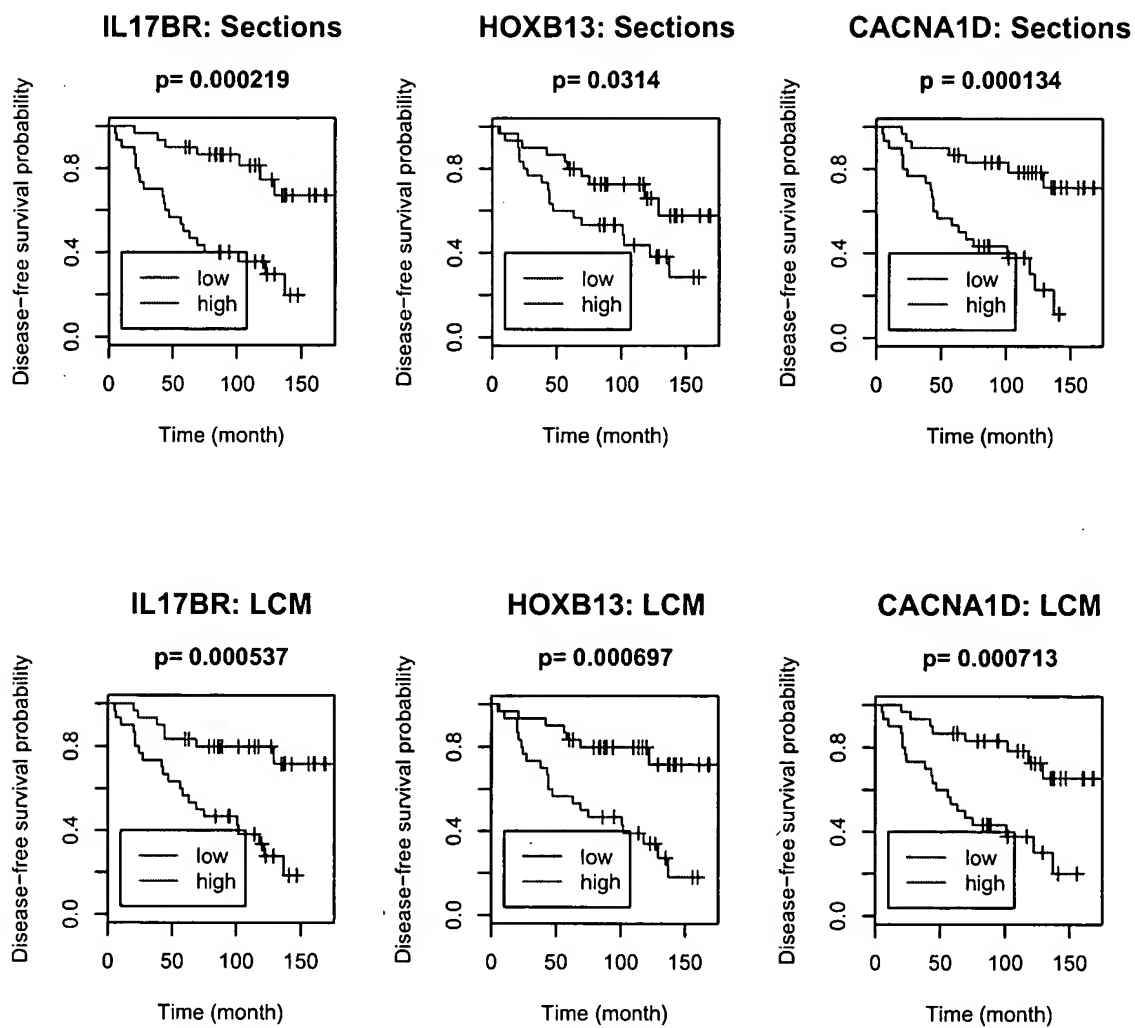 IL17BR: Sections
p= 0.000219
Disease-free survival probability
0.0 0.4 0.8
low
high
0 50 100 150
Time (month)
HOXB13: Sections
p= 0.0314
Disease-free survival probability
0.0 0.4 0.8
low
high
0 50 100 150
Time (month)
CACNA1D: Sections
p = 0.000134
Disease-free survival probability
0.0 0.4 0.8
low
high
0 50 100 150
Time (month)
IL17BR: LCM
p= 0.000537
Disease-free survival probability
0.0 0.4 0.8
low
high
0 50 100 150
Time (month)
HOXB13: LCM
p= 0.000697
Disease-free survival probability
0.0 0.4 0.8
low
high
0 50 100 150
Time (month)
CACNA1D: LCM
p = 0.000713
Disease-free survival probability
0.0 0.4 0.8
low
high
0 50 100 150
Time (month)